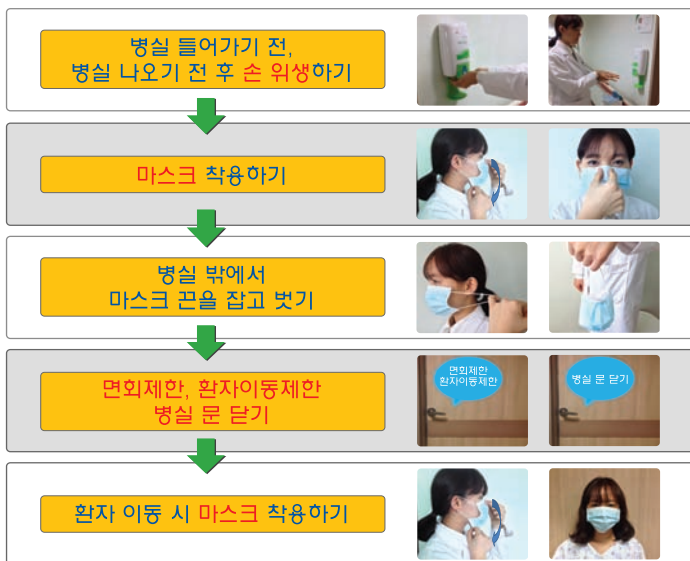 병실 들어가기 전,
병실 나오기 전 후 손 위생하기
마스크 착용하기
병실 밖에서
마스크 끈을 잡고 벗기
면회제한, 환자이동제한
병실 문 닫기
면회제한
환자이동제한
병실 문 닫기
환자 이동 시 마스크 착용하기